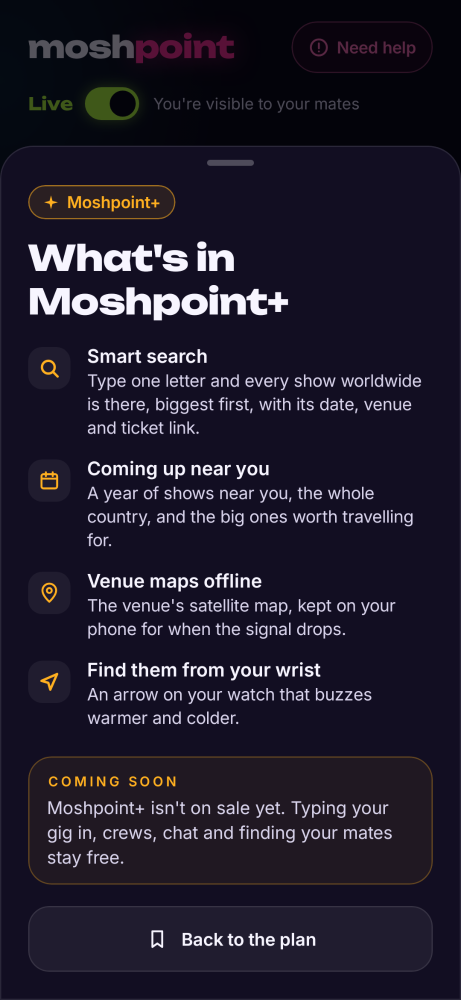 moshpoint
Need help
Live
You're visible to your mates
Moshpoint+
What's in
Moshpoint+
Smart search
Type one letter and every show worldwide
is there, biggest first, with its date, venue
and ticket link.
Coming up near you
A year of shows near you, the whole
country, and the big ones worth travelling
for.
Venue maps offline
The venue's satellite map, kept on your
phone for when the signal drops.
Find them from your wrist
An arrow on your watch that buzzes
warmer and colder.
COMING SOON
Moshpoint+ isn't on sale yet. Typing your
gig in, crews, chat and finding your mates
stay free.
Back to the plan